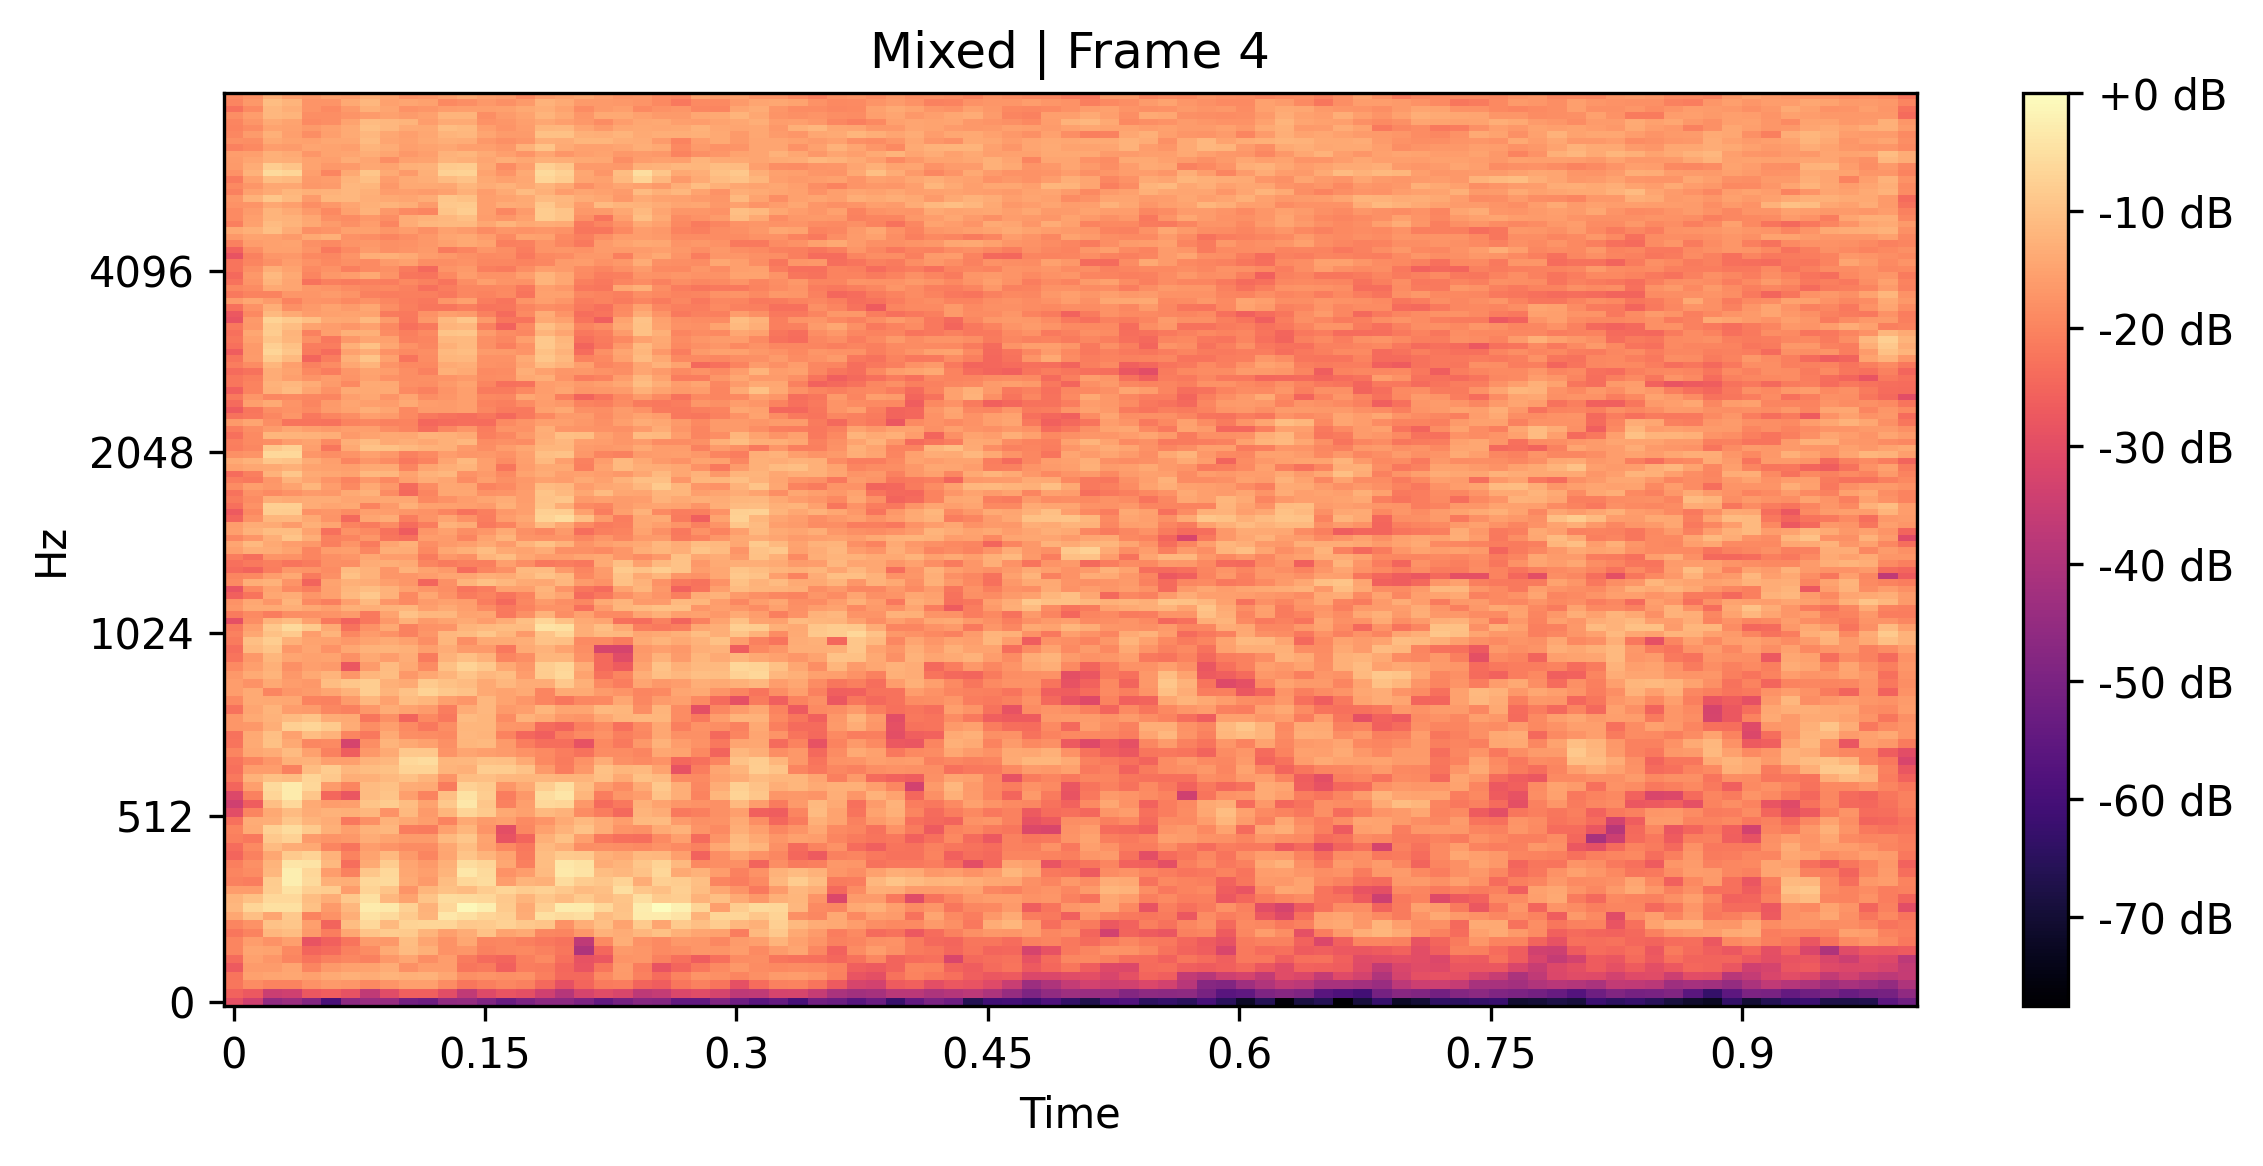 Mixed | Frame 4
Hz
4096
2048
1024
512
0
0 0.15 0.3 0.45 0.6 0.75 0.9
Time
+0 dB
-10 dB
-20 dB
-30 dB
-40 dB
-50 dB
-60 dB
-70 dB